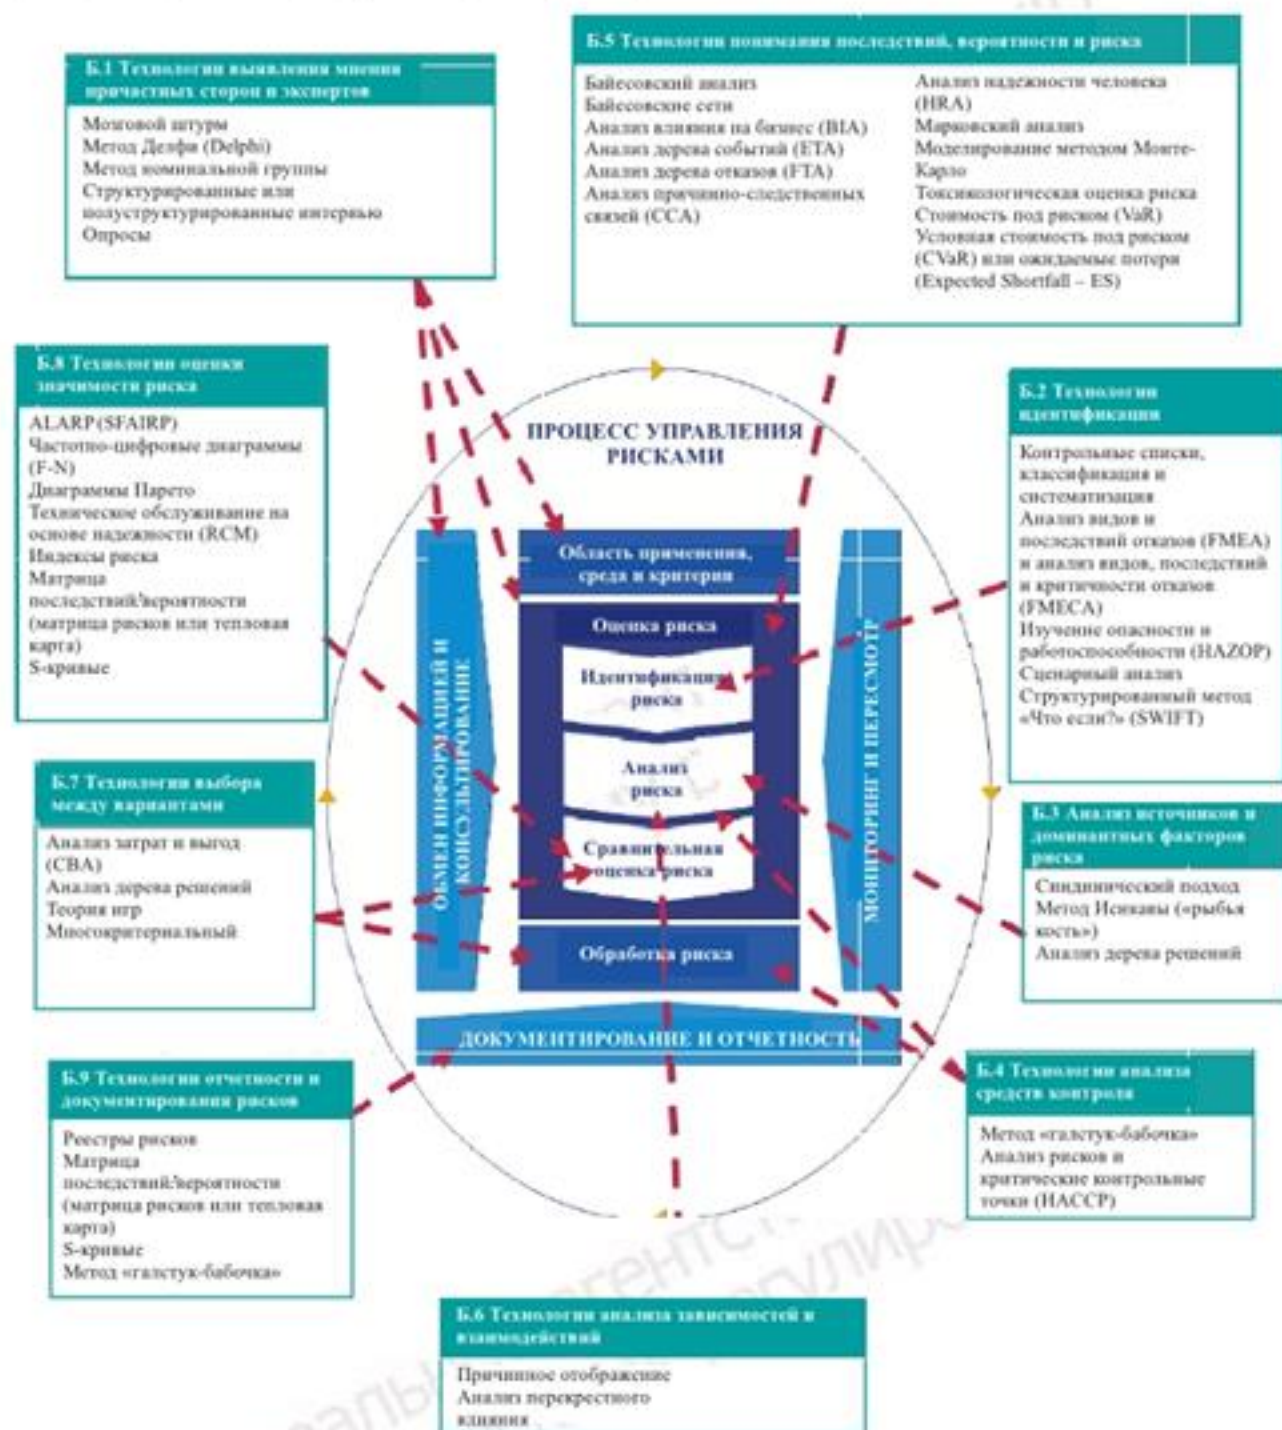 Б.1 Технологии выявления мнения
причастных сторон и экспертов
Мозговой штурм
Метод Делфи (Delphi)
Метод номинальной группы
Структурированные или
полуструктурированные интервью
Опросы
Б.5 Технологии понимания последствий, вероятности и риска
Байесовский анализ
Байесовские сети
Анализ влияния на бизнес (BIA)
Анализ дерева событий (ETA)
Анализ дерева отказов (FTA)
Анализ причинно-следственных
связей (CCA)
Анализ надежности человека
(HRA)
Марковский анализ
Моделирование методом Монте-
Карло
Токсикологическая оценка риска
Стоимость под риском (VaR)
Условная стоимость под риском
(CVaR) или ожидаемые потери
(Expected Shortfall – ES)
Б.8 Технологии оценки
значимости риска
ALARP (SFAIRP)
Частотно-цифровые диаграммы
(F-N)
Диаграммы Парето
Техническое обслуживание на
основе надежности (RCM)
Индексы риска
Матрица
последствий/вероятности
(матрица рисков или тепловая
карта)
S-кривые
ПРОЦЕСС УПРАВЛЕНИЯ
РИСКАМИ
Область применения,
среда и критерии
Оценка риска
Идентификация
риска
Анализ
риска
Сравнительная
оценка риска
Обработка риска
ОБМЕН ИНФОРМАЦИЕЙ И
КОНСУЛЬТИРОВАНИЕ
МОНИТОРИНГ И ПЕРЕСМОТР
ДОКУМЕНТИРОВАНИЕ И ОТЧЕТНОСТЬ
Б.2 Технологии
идентификации
Контрольные списки,
классификация и
систематизация
Анализ видов и
последствий отказов (FMEA)
и анализ видов, последствий
и критичности отказов
(FMECA)
Изучение опасности и
работоспособности (HAZOP)
Сценарный анализ
Структурированный метод
«Что если?» (SWIFT)
Б.7 Технологии выбора
между вариантами
Анализ затрат и выгод
(CBA)
Анализ дерева решений
Теория игр
Многокритериальный
Б.3 Анализ источников и
доминантных факторов
риска
Синдинический подход
Метод Исикавы («рыбья
кость»)
Анализ дерева решений
Б.9 Технологии отчетности и
документирования рисков
Реестры рисков
Матрица
последствий/вероятности
(матрица рисков или тепловая
карта)
S-кривые
Метод «галстук-бабочка»
Б.4 Технологии анализа
средств контроля
Метод «галстук-бабочка»
Анализ рисков и
критические контрольные
точки (HACCP)
Б.6 Технологии анализа зависимостей и
взаимодействий
Причинное отображение
Анализ перекрестного
влияния